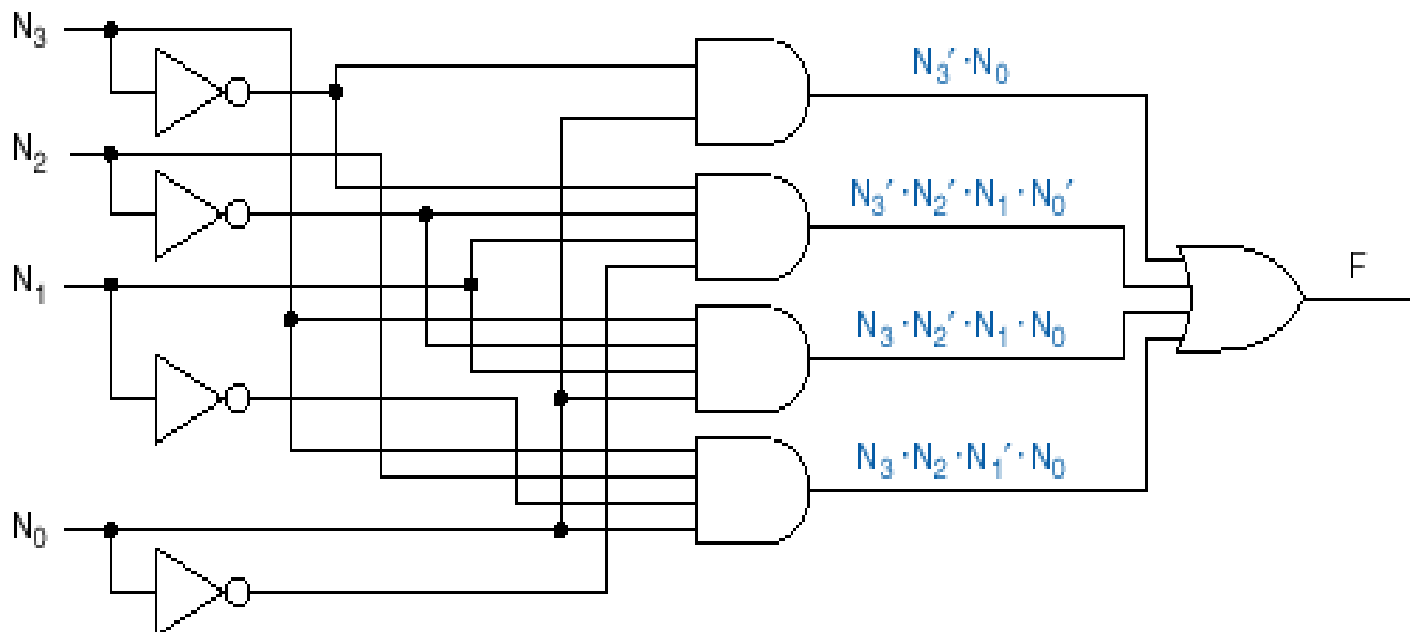 N₃
N₃′ · N₀
N₂
N₃′ · N₂′ · N₁ · N₀′
F
N₁
N₃ · N₂′ · N₁ · N₀
N₃ · N₂ · N₁′ · N₀
N₀